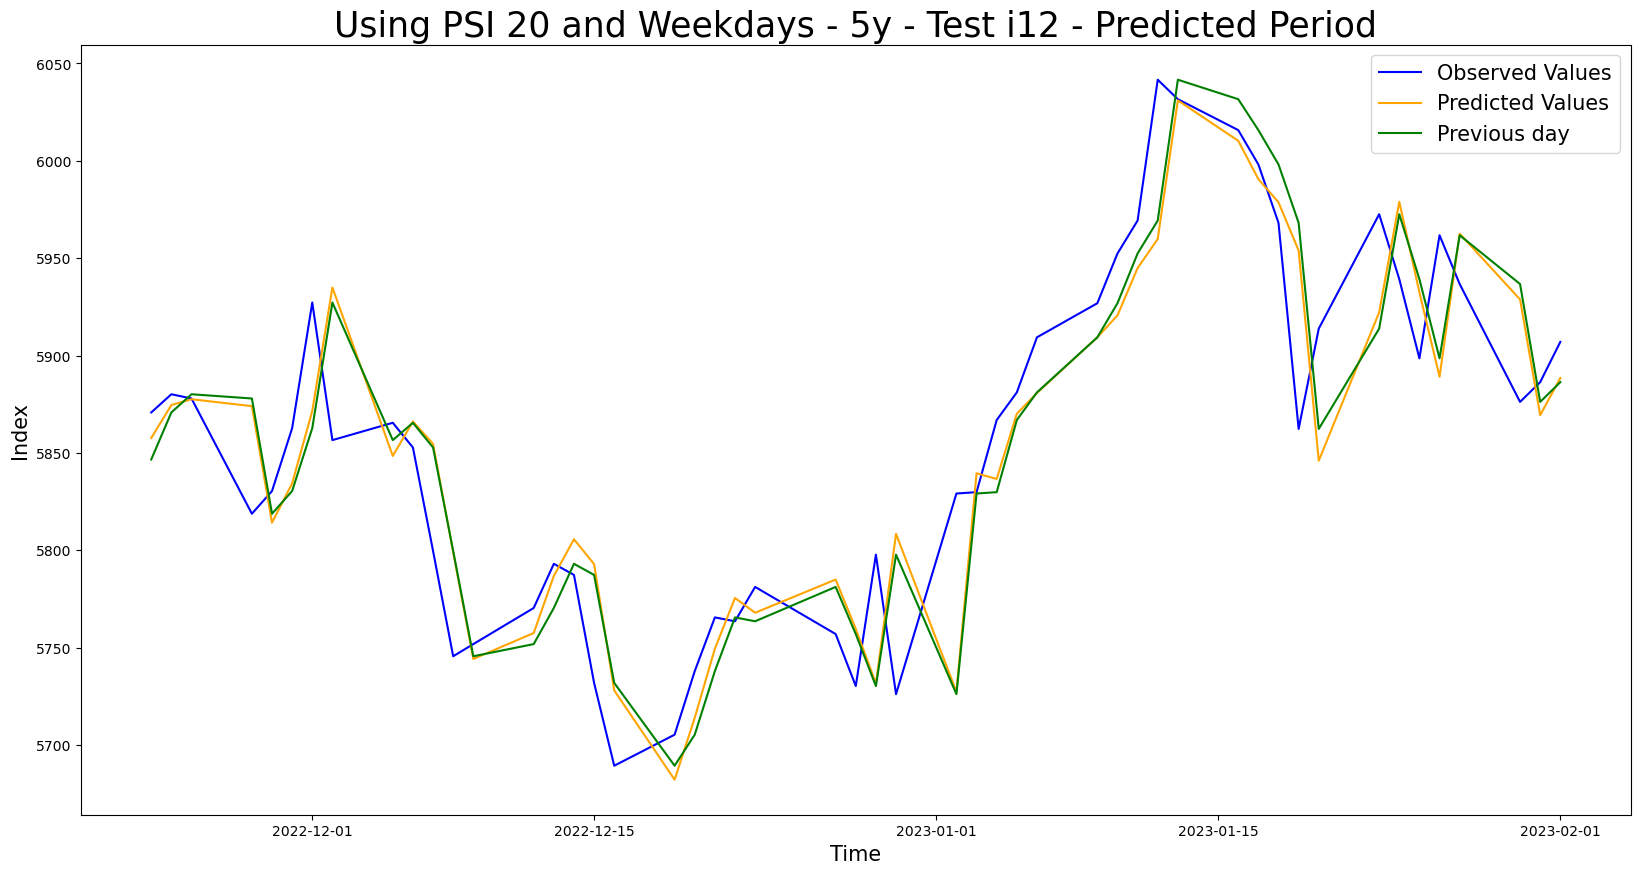 Using PSI 20 and Weekdays - 5y - Test i12 - Predicted Period
Observed Values
Predicted Values
Previous day
Index
6050
6000
5950
5900
5850
5800
5750
5700
2022-12-01
2022-12-15
2023-01-01
2023-01-15
2023-02-01
Time